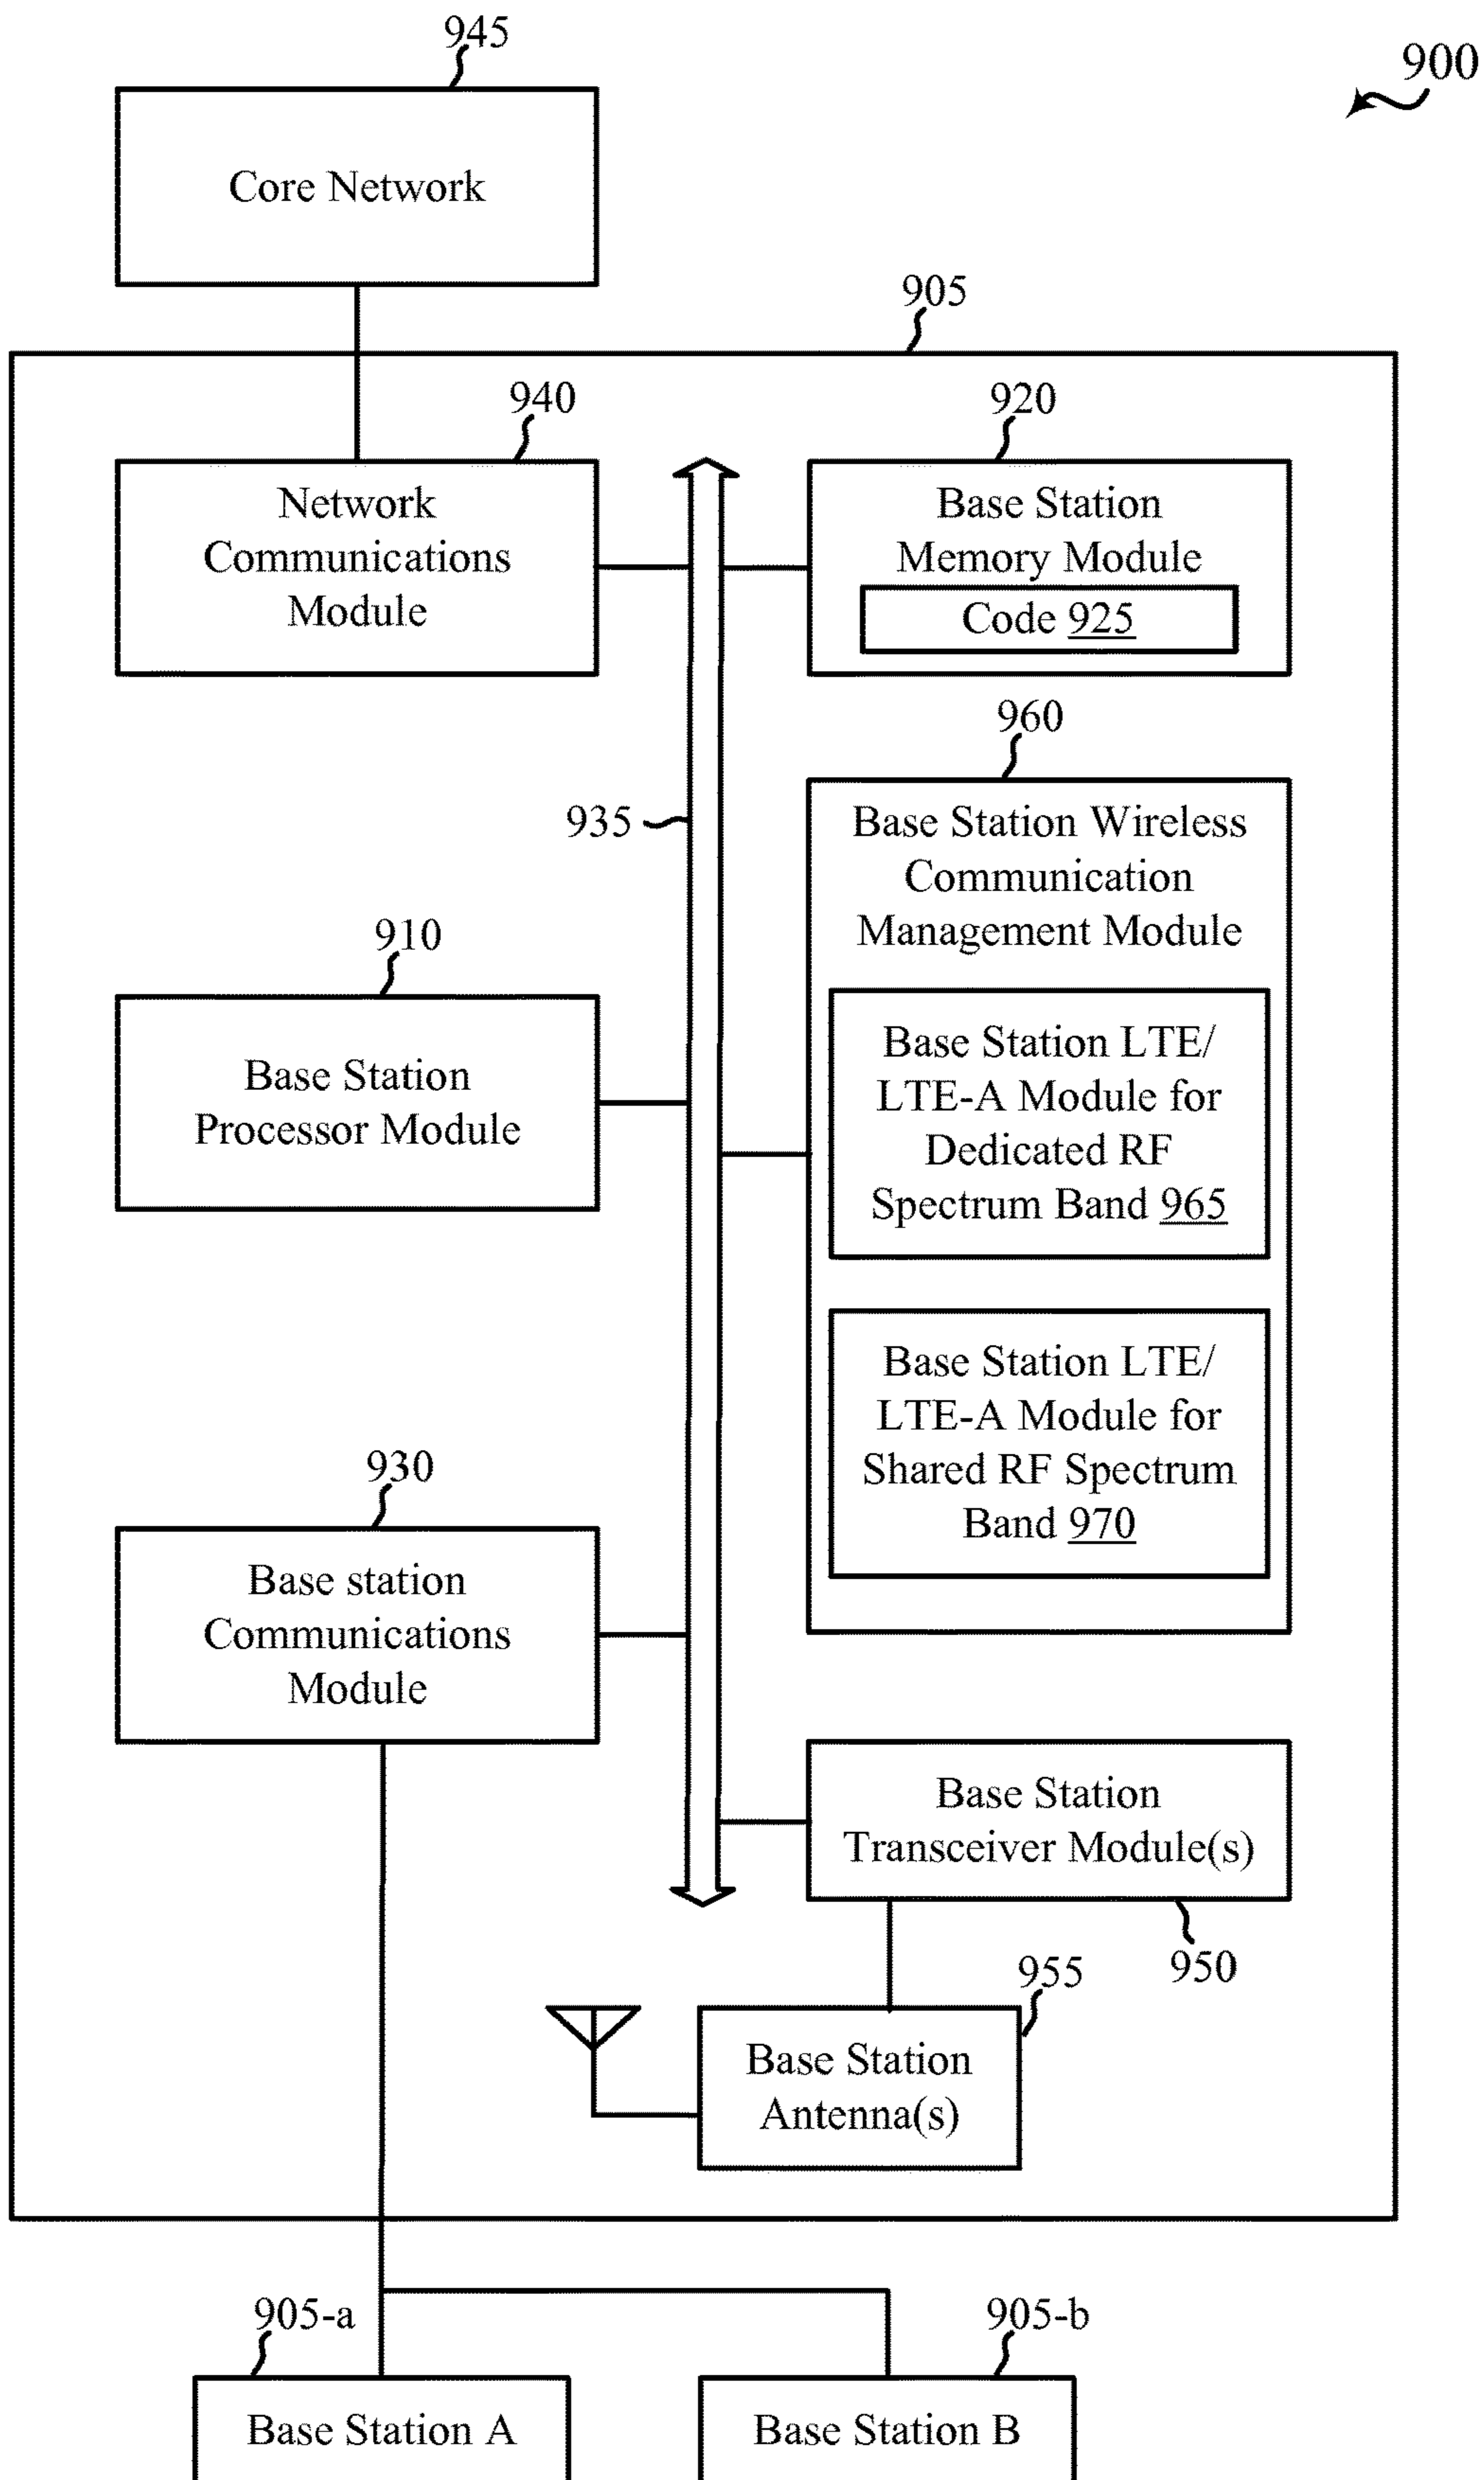 945
900
Core Network
905
940
920
Network
Communications
Module
Base Station
Memory Module
Code 925
960
935
Base Station Wireless
Communication
Management Module
910
Base Station
Processor Module
Base Station LTE/
LTE-A Module for
Dedicated RF
Spectrum Band 965
Base Station LTE/
LTE-A Module for
Shared RF Spectrum
Band 970
930
Base station
Communications
Module
Base Station
Transceiver Module(s)
950
955
Base Station
Antenna(s)
905-a
905-b
Base Station A
Base Station B